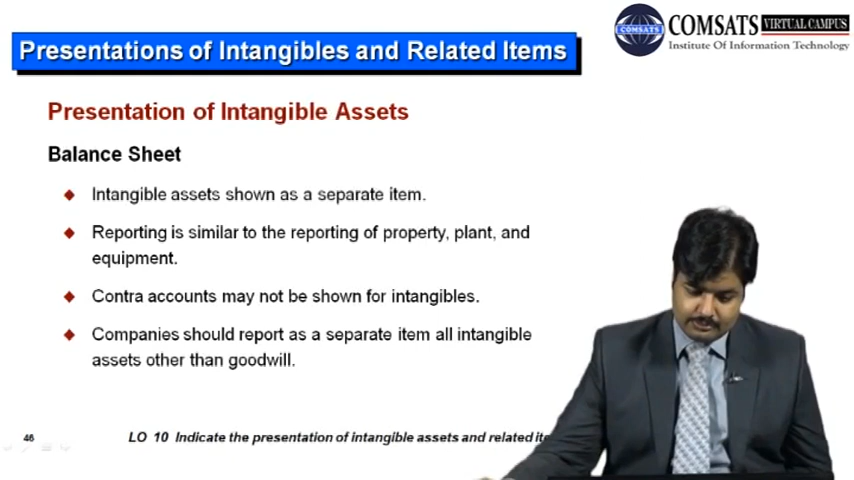 Presentations of Intangibles and Related Items
COMSATS
COMSATS VIRTUAL CAMPUS
Institute Of Information Technology
Presentation of Intangible Assets
Balance Sheet
Intangible assets shown as a separate item.
Reporting is similar to the reporting of property, plant, and
equipment.
Contra accounts may not be shown for intangibles.
Companies should report as a separate item all intangible
assets other than goodwill.
46
LO 10 Indicate the presentation of intangible assets and related